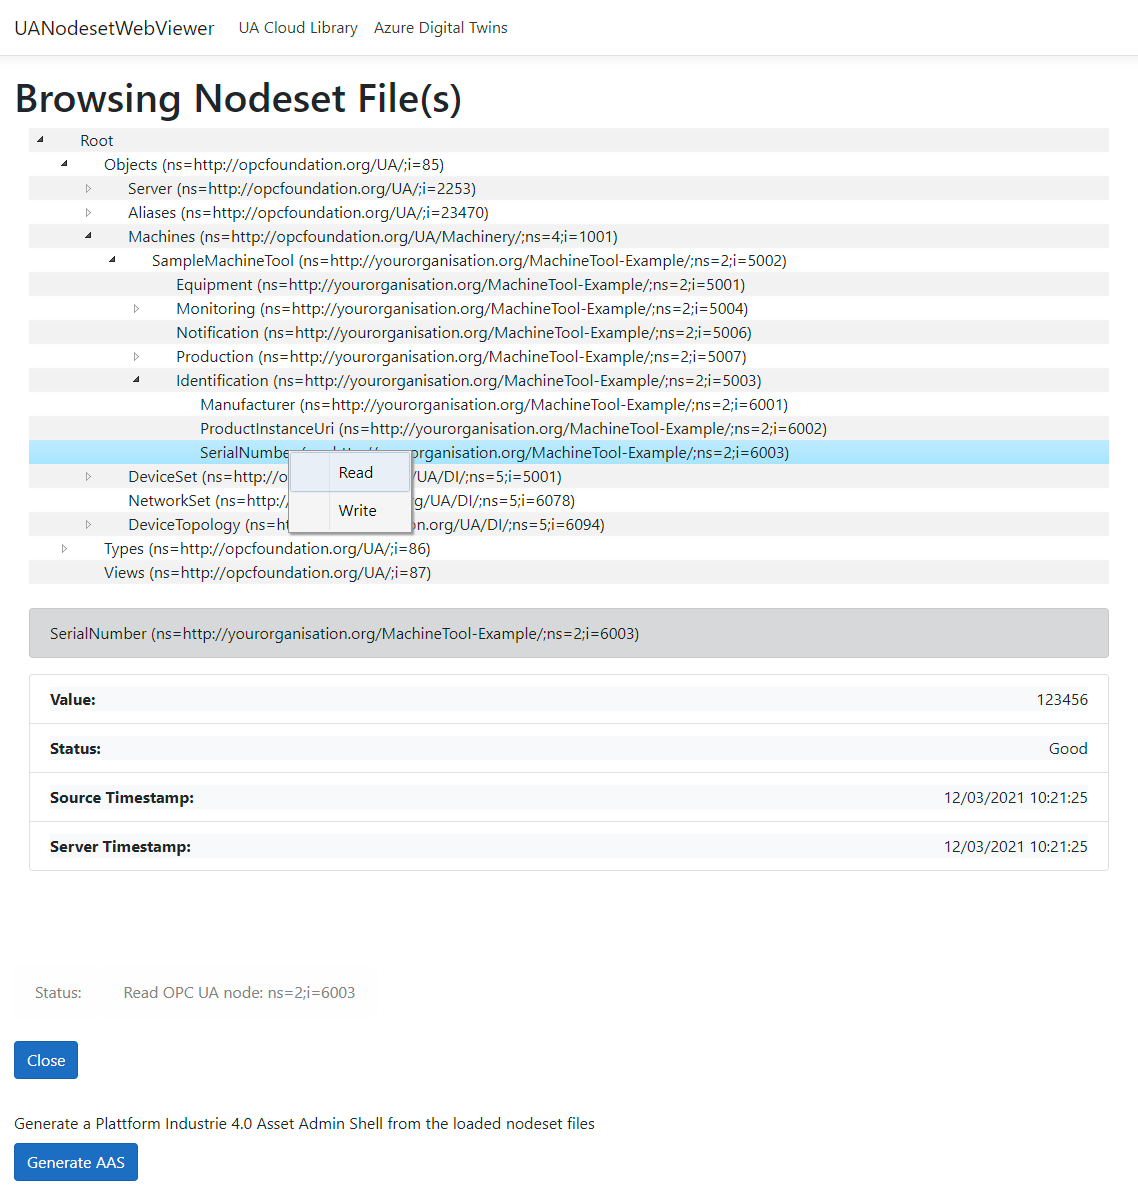 UANodesetWebViewer UA Cloud Library Azure Digital Twins
Browsing Nodeset File(s)
Root
Objects (ns=http://opcfoundation.org/UA/;i=85)
Server (ns=http://opcfoundation.org/UA/;i=2253)
Aliases (ns=http://opcfoundation.org/UA/;i=23470)
Machines (ns=http://opcfoundation.org/UA/Machinery/;ns=4;i=1001)
SampleMachineTool (ns=http://yourorganisation.org/MachineTool-Example/;ns=2;i=5002)
Equipment (ns=http://yourorganisation.org/MachineTool-Example/;ns=2;i=5001)
Monitoring (ns=http://yourorganisation.org/MachineTool-Example/;ns=2;i=5004)
Notification (ns=http://yourorganisation.org/MachineTool-Example/;ns=2;i=5006)
Production (ns=http://yourorganisation.org/MachineTool-Example/;ns=2;i=5007)
Identification (ns=http://yourorganisation.org/MachineTool-Example/;ns=2;i=5003)
Manufacturer (ns=http://yourorganisation.org/MachineTool-Example/;ns=2;i=6001)
ProductInstanceUri (ns=http://yourorganisation.org/MachineTool-Example/;ns=2;i=6002)
SerialNumbe organisation.org/MachineTool-Example/;ns=2;i=6003)
Read
DeviceSet (ns=http://o /UA/DI/;ns=5;i=5001)
NetworkSet (ns=http:/ g/UA/DI/;ns=5;i=6078)
Write
DeviceTopology (ns=ht n.org/UA/DI/;ns=5;i=6094)
Types (ns=http://opcfoundation.org/UA/;i=86)
Views (ns=http://opcfoundation.org/UA/;i=87)
SerialNumber (ns=http://yourorganisation.org/MachineTool-Example/;ns=2;i=6003)
Value: 123456
Status: Good
Source Timestamp: 12/03/2021 10:21:25
Server Timestamp: 12/03/2021 10:21:25
Status: Read OPC UA node: ns=2;i=6003
Close
Generate a Plattform Industrie 4.0 Asset Admin Shell from the loaded nodeset files
Generate AAS